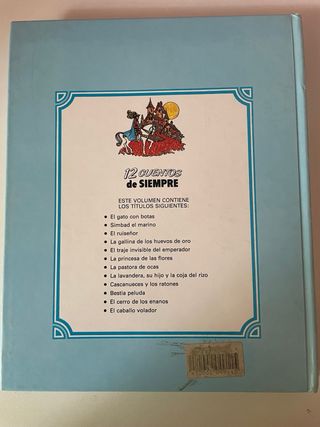 12 CUENTOS
de SIEMPRE
ESTE VOLUMEN CONTIENE
LOS TITULOS SIGUIENTES:
• El gato con botas
• Simbad el marino
• El ruiseñor
• La gallina de los huevos de oro
• El traje invisible del emperador
• La princesa de las flores
• La pastora de ocas
• La lavandera, su hijo y la coja del rizo
• Cascanueces y los ratones
• Bestia peluda
• El cerro de los enanos
• El caballo volador